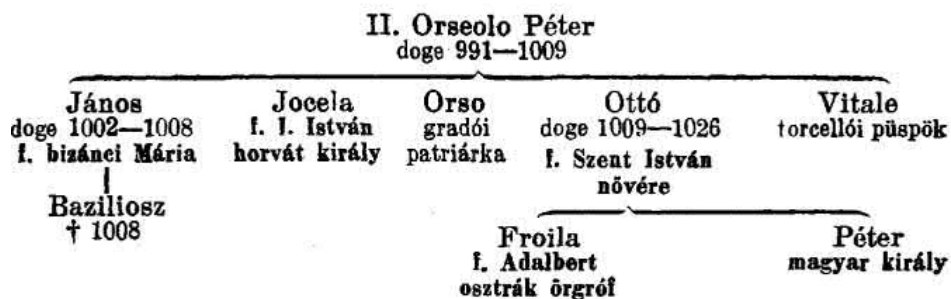 II. Orseolo Péter
doge 991—1009
János
doge 1002—1008
f. bizánci Mária
Jocela
f. I. István
horvát király
Orso
gradói
patriárka
Ottó
doge 1009—1026
f. Szent István
nővére
Vitale
torcellói püspök
Baziliosz
† 1008
Froila
f. Adalbert
osztrák őrgróf
Péter
magyar király